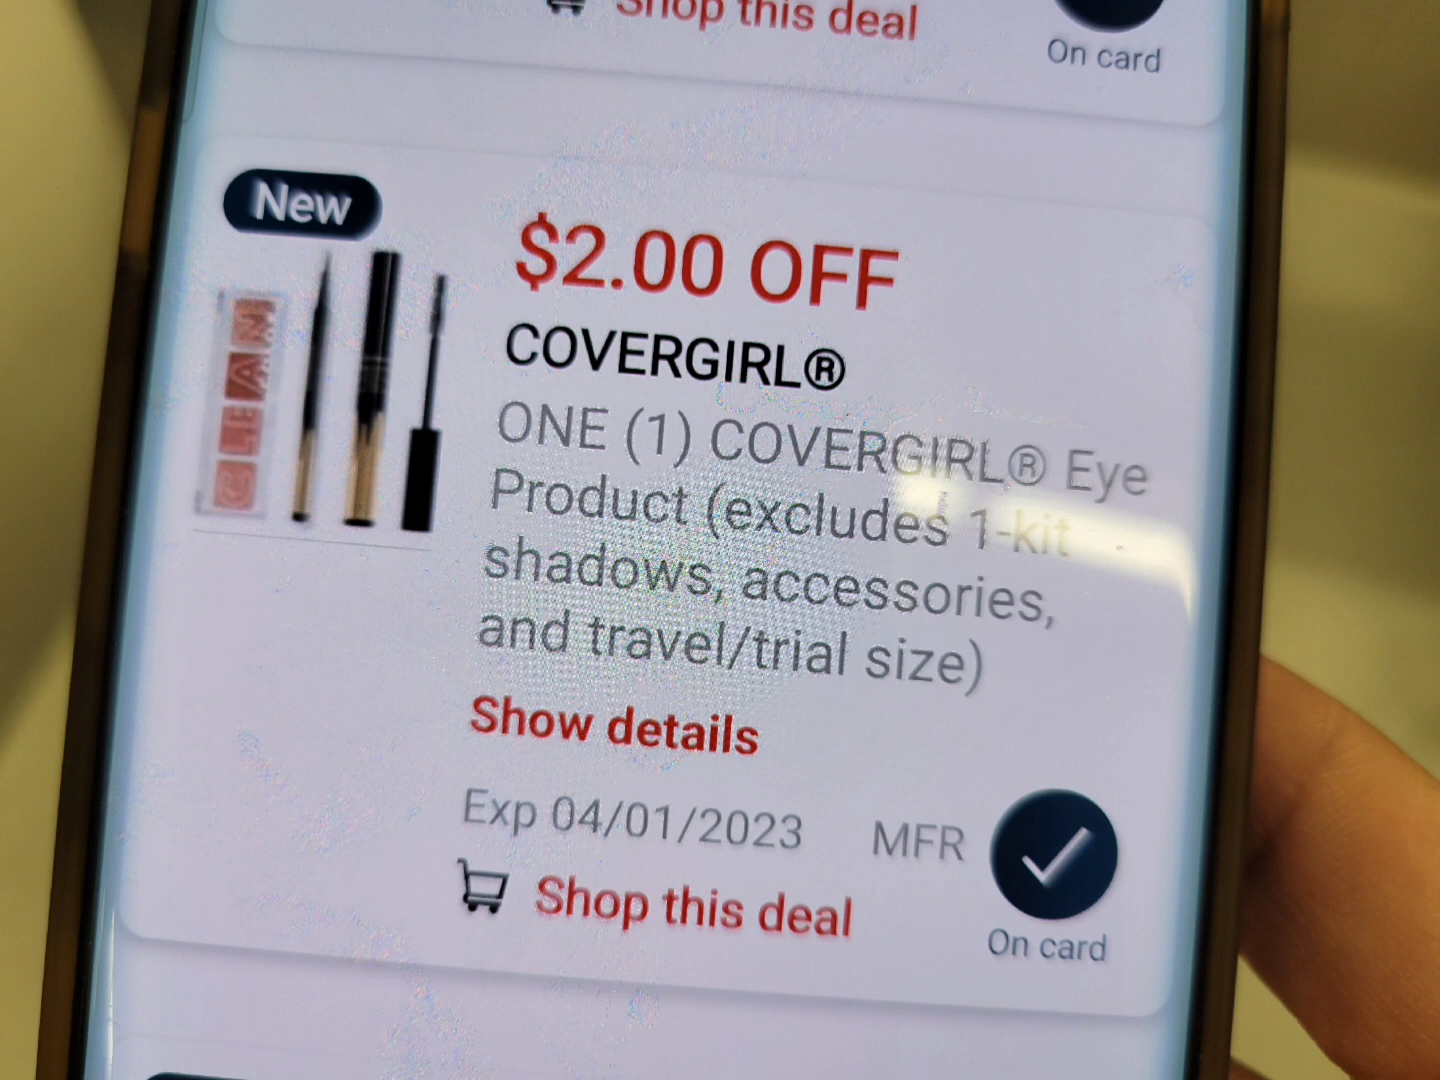 Shop this deal
On card
New
$2.00 OFF
COVERGIRL®
ONE (1) COVERGIRL® Eye
Product (excludes 1-kit
shadows, accessories,
and travel/trial size)
Show details
Exp 04/01/2023 MFR
Shop this deal
On card
CLEAN